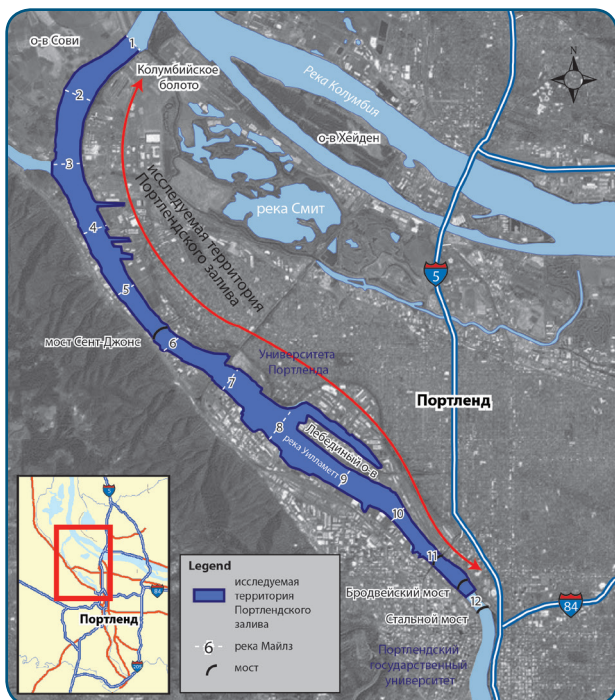 о-в Сови
1
Колумбийское
болото
N
2
Река Колумбия
о-в Хейден
3
исследуемая территория
Портлендского
залива
река Смит
4
5
5
мост Сент-Джонс
6
Университета
Портленда
7
Портленд
8
Лебединый о-в
река Уилламетт
9
10
11
Бродвейский мост
12
84
Стальной мост
Портлендский
государственный
университет
5
84
Портленд
205
Legend
исследуемая
территория
Портлендского
залива
6
река Майлз
мост